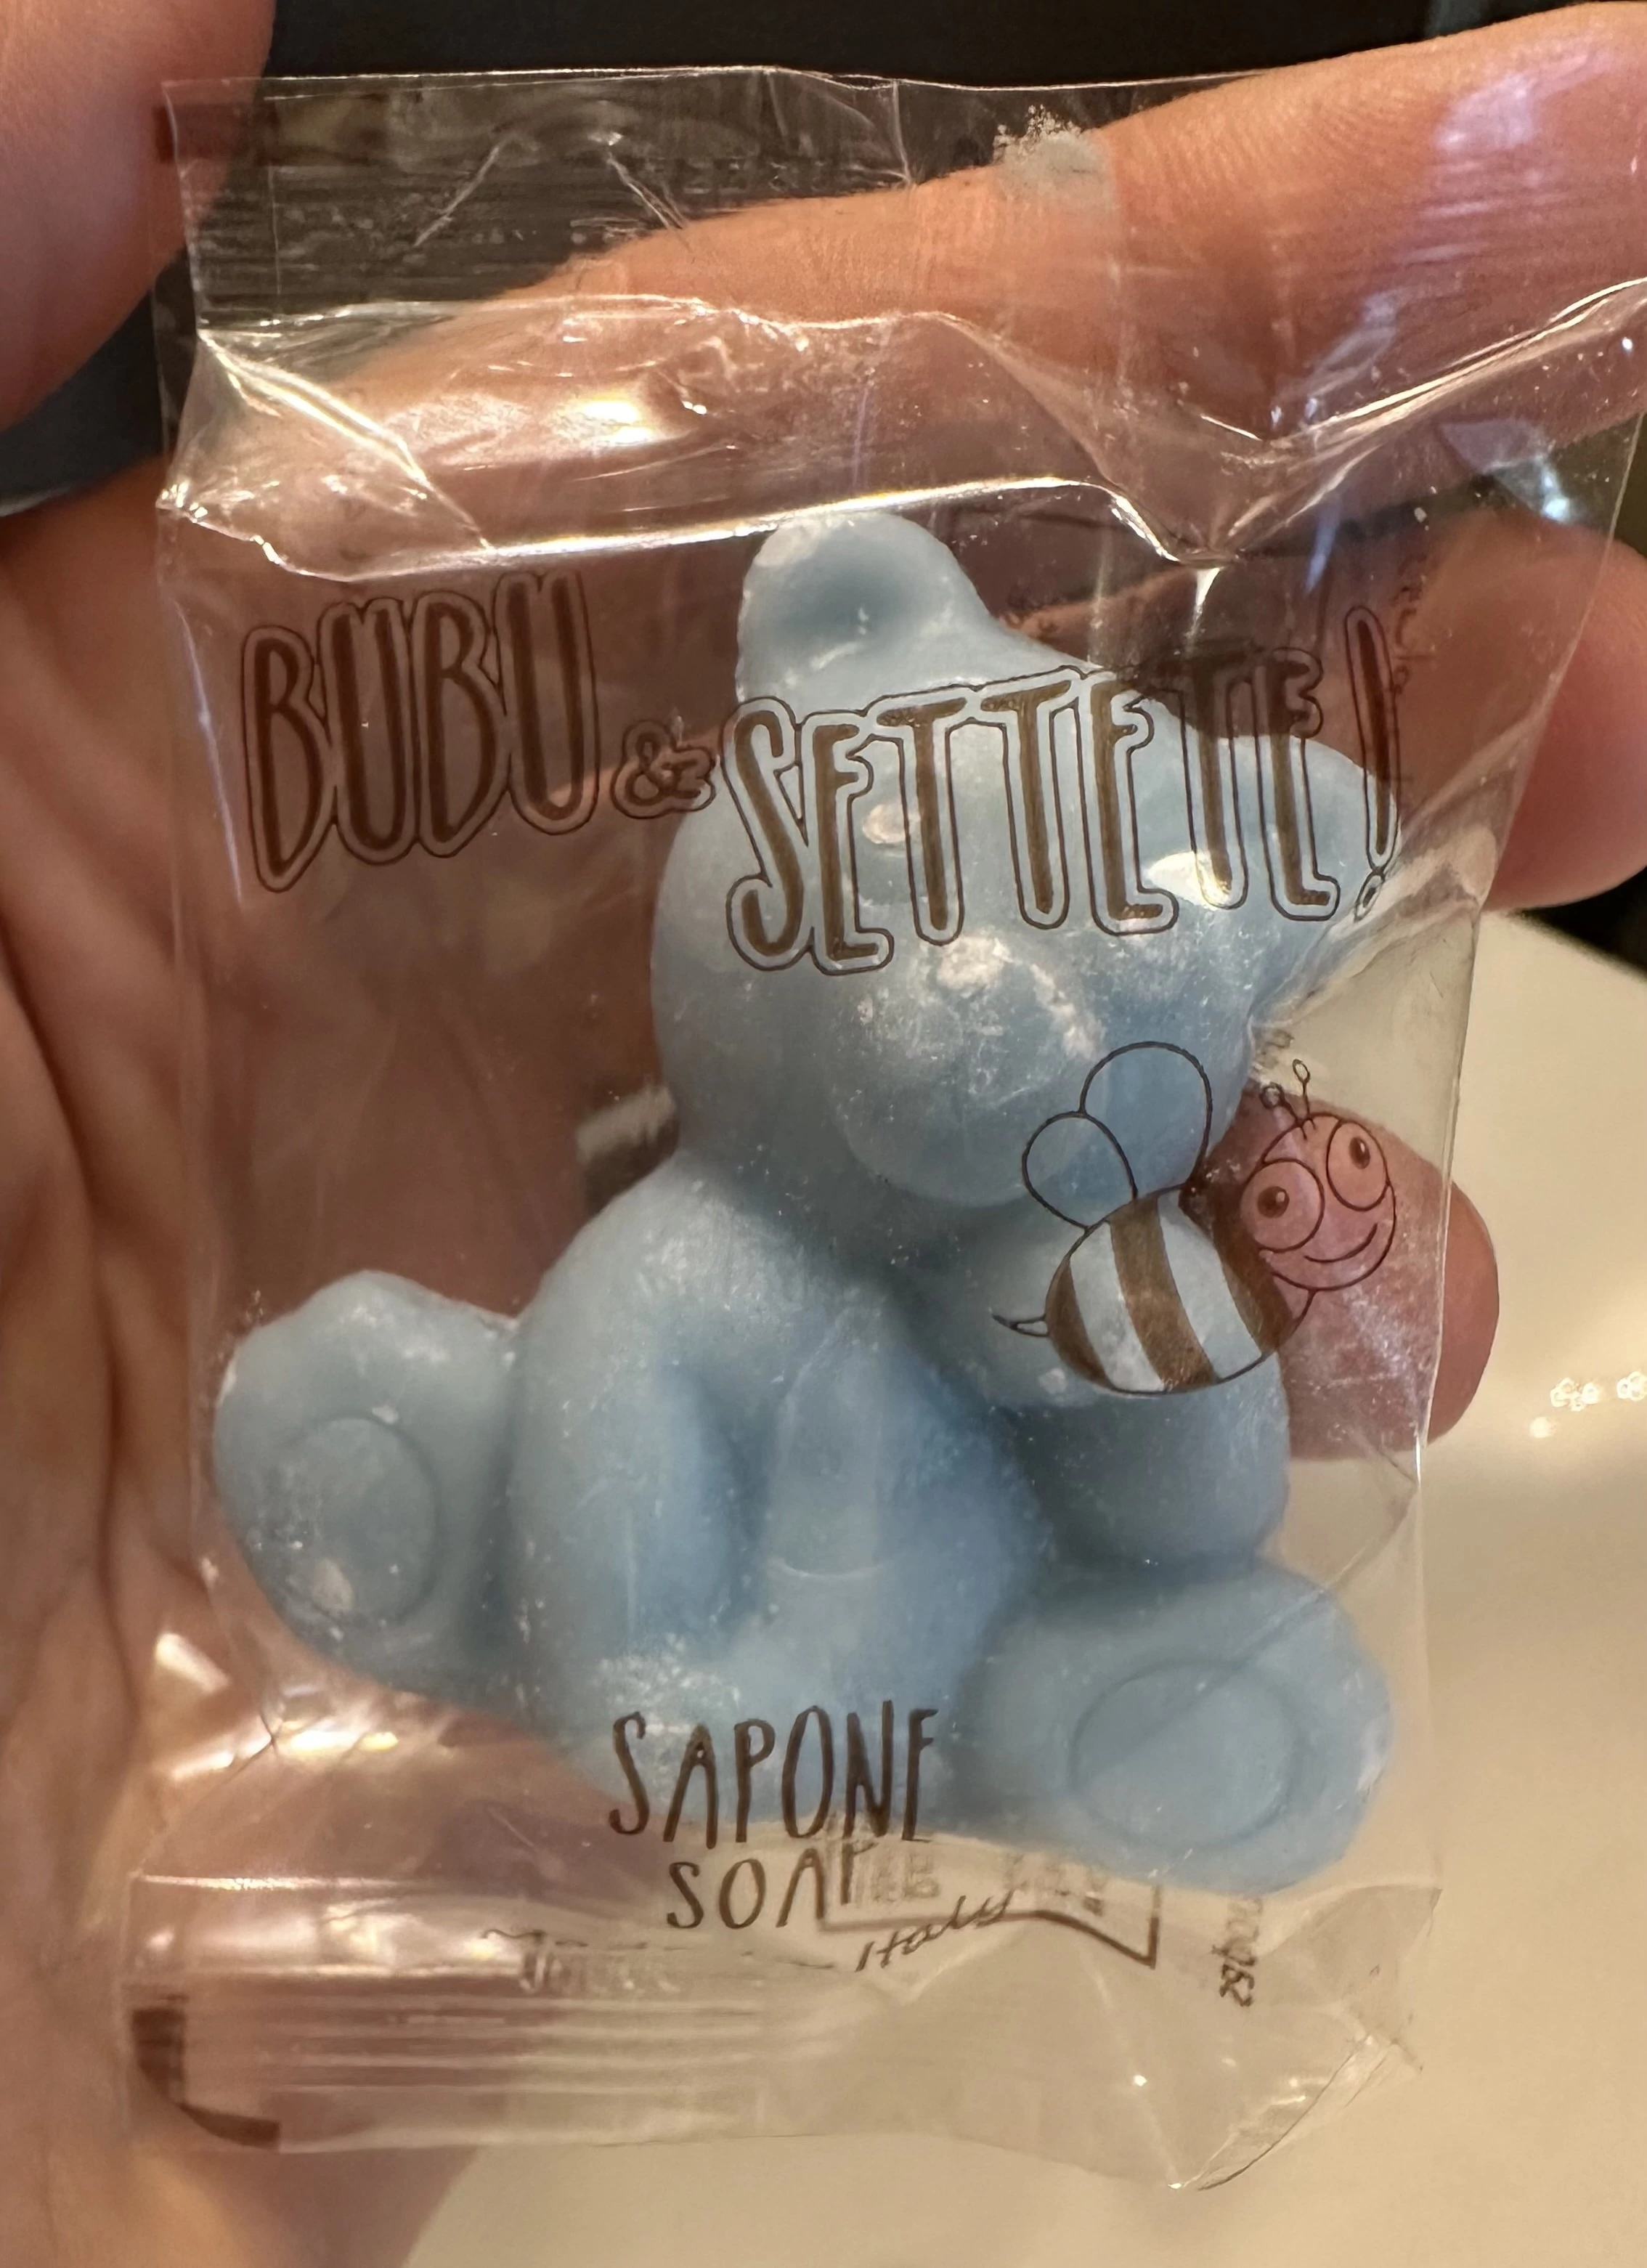 BUBU & SETTETE!
SAPONE
SOAP
Italy